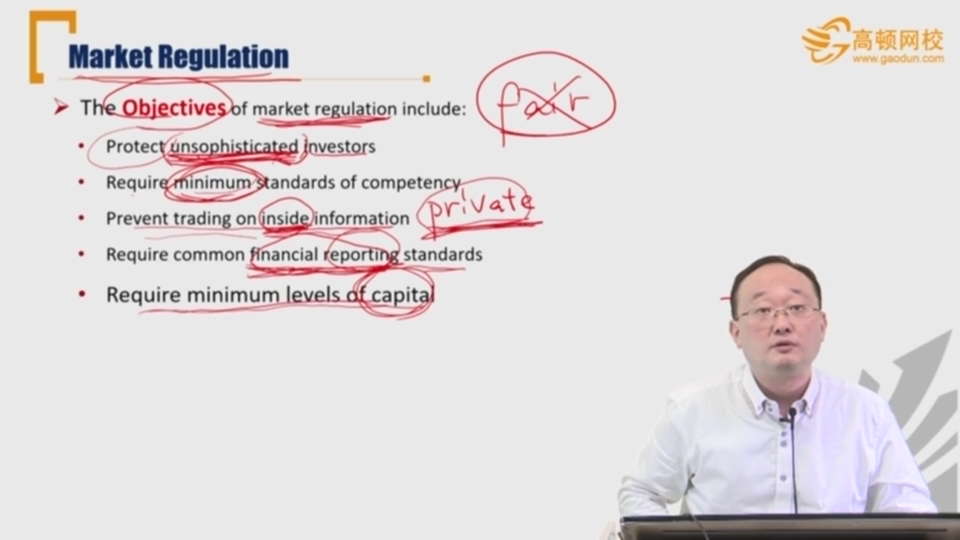 Market Regulation
高顿网校
www.gaodun.com
The Objectives of market regulation include:
fair
Protect unsophisticated investors
Require minimum standards of competency
Prevent trading on inside information
private
Require common financial reporting standards
Require minimum levels of capital